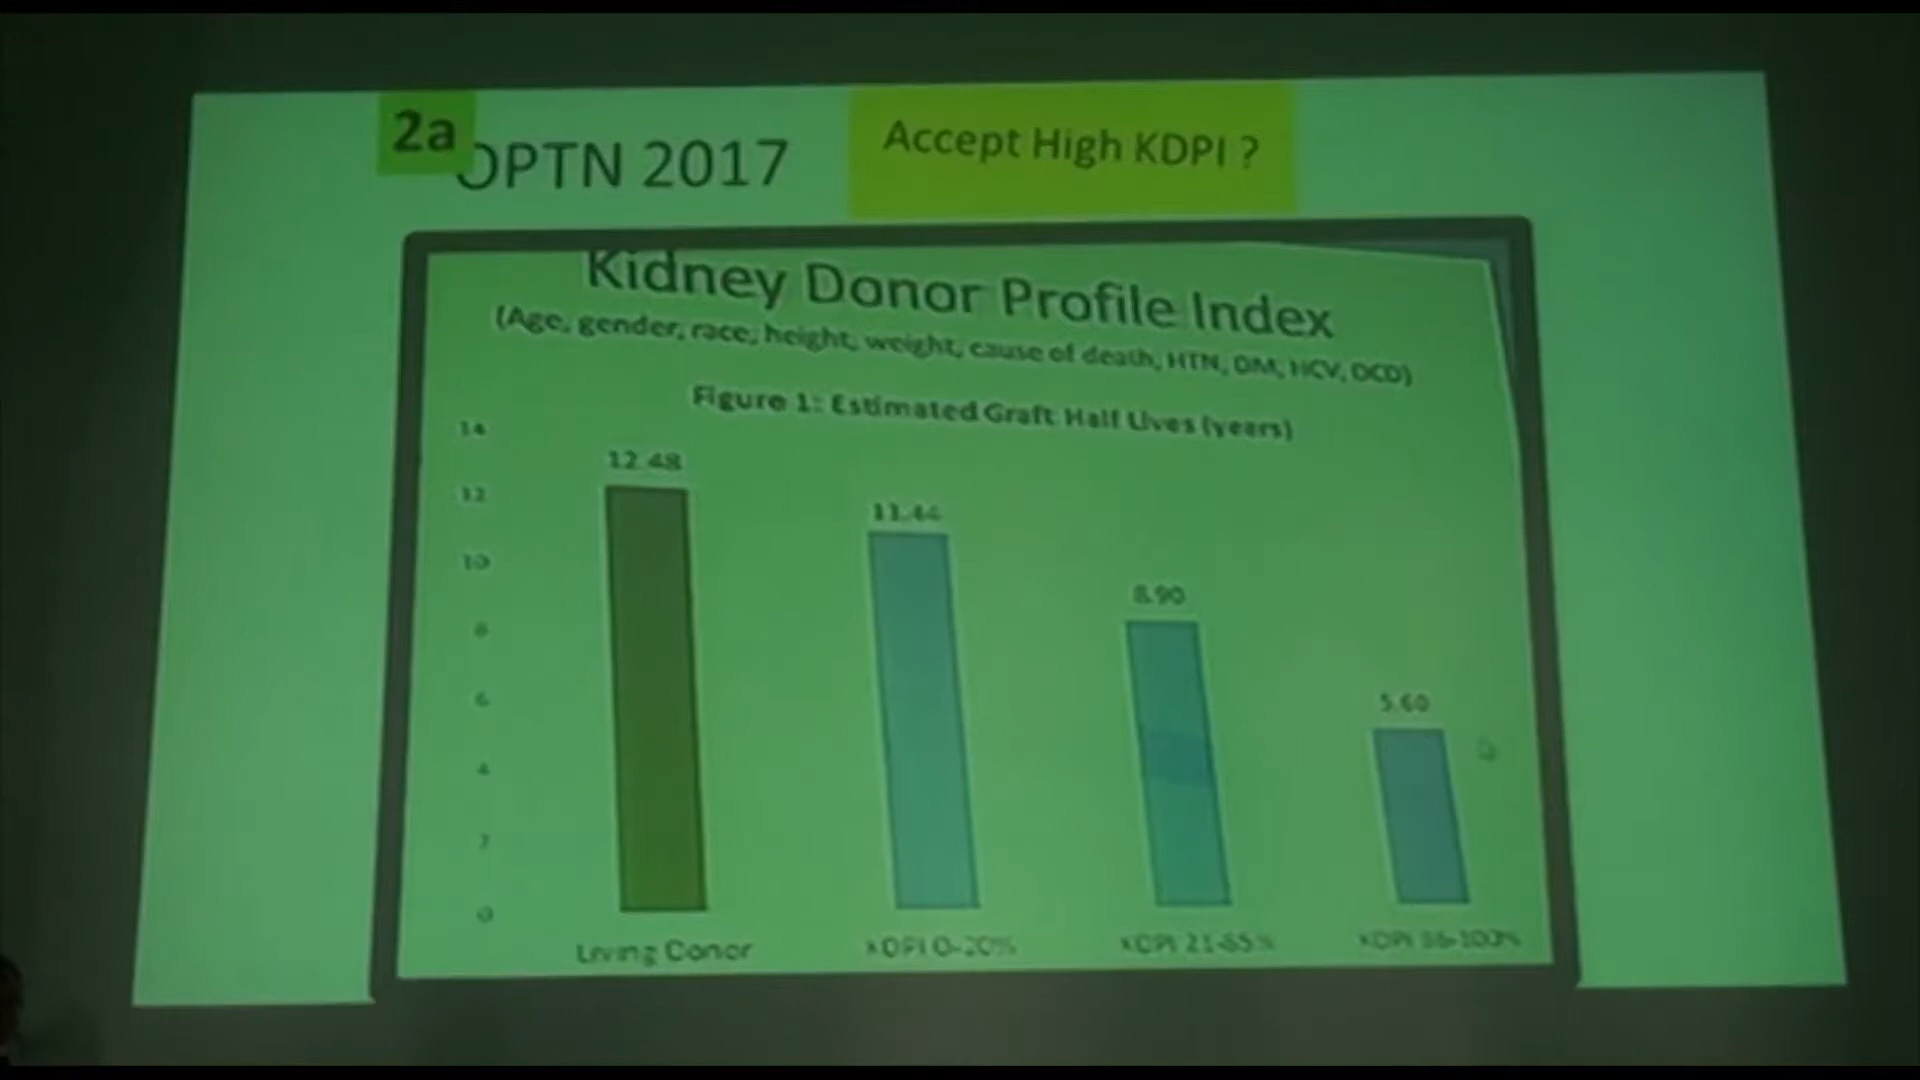 2a
OPTN 2017
Accept High KDPI ?
Kidney Donor Profile Index
(Age, gender, race, height, weight, cause of death, HTN, DM, HCV, DCD)
Figure 1: Estimated Graft Half Lives (years)
14
12
10
8
6
4
2
0
12.48
11.44
8.90
5.60
Living Donor
KDPI 0-20%
KDPI 21-85%
KDPI 86-100%